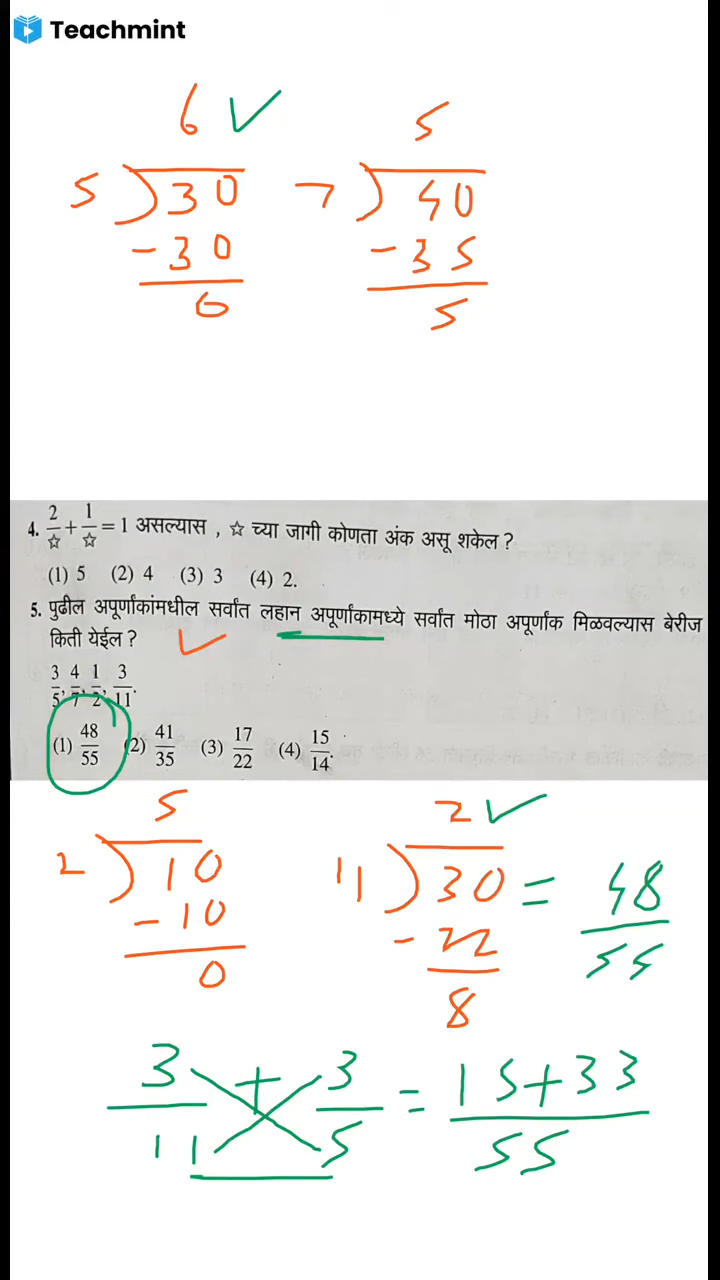 Teachmint
6 5
5 ) 30 7 ) 40
- 30 - 35
0 5
4. 2/☆ + 1/☆ = 1 असल्यास , ☆ च्या जागी कोणता अंक असू शकेल ?
(1) 5 (2) 4 (3) 3 (4) 2.
5. पुढील अपूर्णांकांमधील सर्वांत लहान अपूर्णांकामध्ये सर्वांत मोठा अपूर्णांक मिळवल्यास बेरीज
किती येईल ?
3/5, 4/7, 1/2, 3/11.
(1) 48/55 (2) 41/35 (3) 17/22 (4) 15/14.
5 2
2 ) 10 11 ) 30 = 48/55
- 10 - 22
0 8
3/11 + 3/5 = 15+33/55